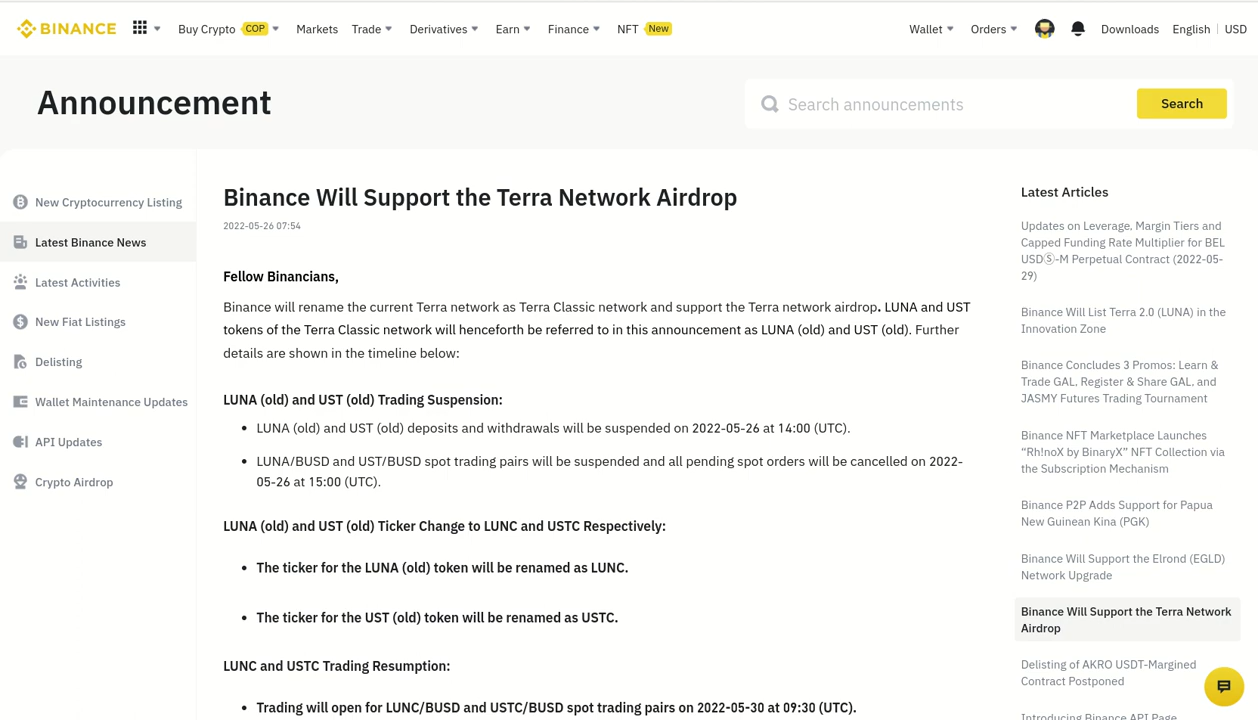 BINANCE
Buy Crypto COP
Markets
Trade
Derivatives
Earn
Finance
NFT New
Wallet
Orders
Downloads
English | USD
Announcement
Search announcements
Search
New Cryptocurrency Listing
Latest Binance News
Latest Activities
New Fiat Listings
Delisting
Wallet Maintenance Updates
API Updates
Crypto Airdrop
Binance Will Support the Terra Network Airdrop
2022-05-26 07:54
Fellow Binancians,
Binance will rename the current Terra network as Terra Classic network and support the Terra network airdrop. LUNA and UST
tokens of the Terra Classic network will henceforth be referred to in this announcement as LUNA (old) and UST (old). Further
details are shown in the timeline below:
LUNA (old) and UST (old) Trading Suspension:
• LUNA (old) and UST (old) deposits and withdrawals will be suspended on 2022-05-26 at 14:00 (UTC).
• LUNA/BUSD and UST/BUSD spot trading pairs will be suspended and all pending spot orders will be cancelled on 2022-
05-26 at 15:00 (UTC).
LUNA (old) and UST (old) Ticker Change to LUNC and USTC Respectively:
• The ticker for the LUNA (old) token will be renamed as LUNC.
• The ticker for the UST (old) token will be renamed as USTC.
LUNC and USTC Trading Resumption:
• Trading will open for LUNC/BUSD and USTC/BUSD spot trading pairs on 2022-05-30 at 09:30 (UTC).
Latest Articles
Updates on Leverage, Margin Tiers and
Capped Funding Rate Multiplier for BEL
USDⓈ-M Perpetual Contract (2022-05-
29)
Binance Will List Terra 2.0 (LUNA) in the
Innovation Zone
Binance Concludes 3 Promos: Learn &
Trade GAL, Register & Share GAL, and
JASMY Futures Trading Tournament
Binance NFT Marketplace Launches
“Rh!noX by BinaryX” NFT Collection via
the Subscription Mechanism
Binance P2P Adds Support for Papua
New Guinean Kina (PGK)
Binance Will Support the Elrond (EGLD)
Network Upgrade
Binance Will Support the Terra Network
Airdrop
Delisting of AKRO USDT-Margined
Contract Postponed
Introducing Binance API Page